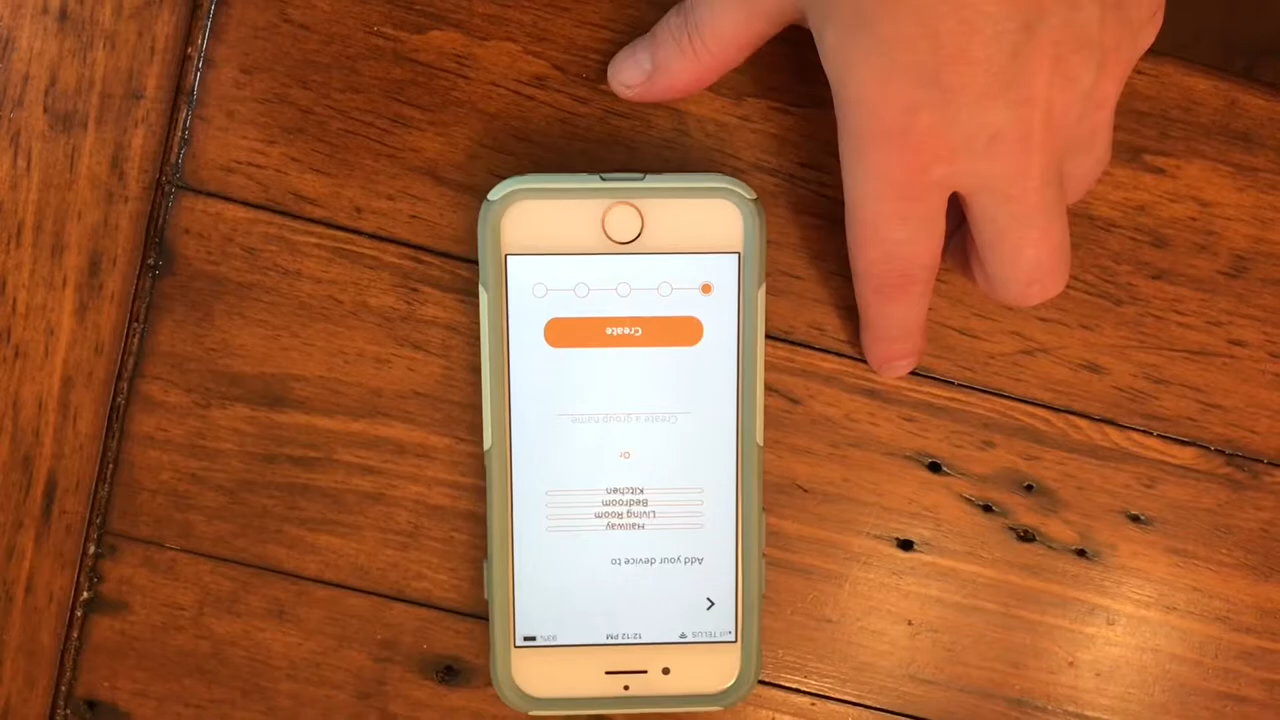 TELUS 12:12 PM 93%
Add your device to
Hallway
Living Room
Bedroom
Kitchen
Or
Create a group name
Create